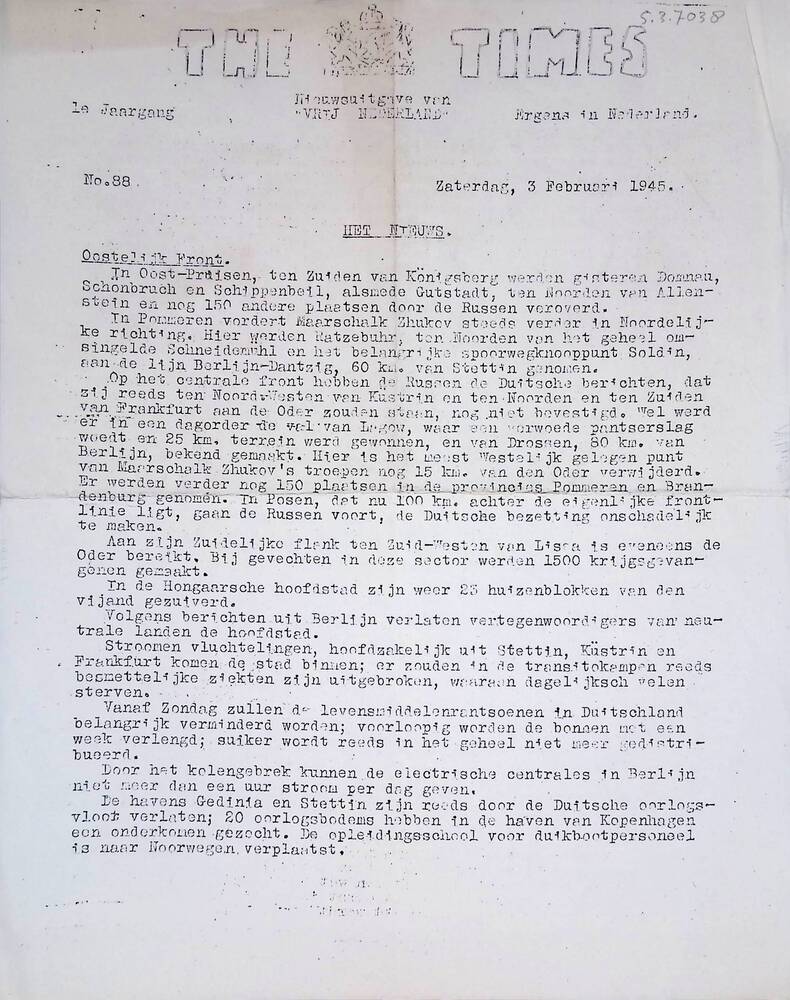 5.3.7038
THE TIMES
Nieuwsuitgave van
1e Jaargang "VRIJ NEDERLAND" Ergens in Nederland.
No.88. Zaterdag, 3 Februari 1945.
HET NIEUWS.
Oostelijk Front.
In Oost-Pruisen, ten Zuiden van Königsberg werden gisteren Domnau,
Schönbruch en Schippenbeil, alsmede Gutstadt, ten Noorden van Allen-
stein en nog 150 andere plaatsen door de Russen veroverd.
In Pommeren vordert Maarschalk Zhukov steeds verder in Noordelij-
ke richting. Hier werden Ratzebuhr, ten Noorden van het geheel om-
singelde Schneidemühl en het belangrijke spoorwegknooppunt Soldin,
aan de lijn Berlijn-Dantzig, 60 km. van Stettin genomen.
Op het centrale front hebben de Russen de Duitsche berichten, dat
zij reeds ten Noord-Westen van Küstrin en ten Noorden en ten Zuiden
van Frankfurt aan de Oder zouden staan, nog niet bevestigd. Wel werd
er in een dagorder de val van Lagow, waar een verwoede pantserslag
woedt en 25 km. terrein werd gewonnen, en van Drossen, 80 km. van
Berlijn, bekend gemaakt. Hier is het meest Westelijk gelegen punt
van Maarschalk Zhukov's troepen nog 15 km. van den Oder verwijderd.
Er werden verder nog 150 plaatsen in de provincies Pommeren en Bran-
denburg genomen. In Posen, dat nu 100 km. achter de eigenlijke front-
linie ligt, gaan de Russen voort, de Duitsche bezetting onschadelijk
te maken.
Aan zijn Zuidelijke flank ten Zuid-Westen van Lissa is eveneens de
Oder bereikt. Bij gevechten in deze sector werden 1500 krijgsgevan-
genen gemaakt.
In de Hongaarsche hoofdstad zijn weer 23 huizenblokken van den
vijand gezuiverd.
Volgens berichten uit Berlijn verlaten vertegenwoordigers van neu-
trale landen de hoofdstad.
Stroomen vluchtelingen, hoofdzakelijk uit Stettin, Küstrin en
Frankfurt komen de stad binnen; er zouden in de transitokampen reeds
besmettelijke ziekten zijn uitgebroken, waaraan dagelijksch velen
sterven.
Vanaf Zondag zullen de levensmiddelenrantsoenen in Duitschland
belangrijk verminderd worden; voorloopig worden de bonnen met een
week verlengd; suiker wordt reeds in het geheel niet meer gedistri-
bueerd.
Door het kolengebrek kunnen de electrische centrales in Berlijn
niet meer dan een uur stroom per dag geven.
De havens Gedinia en Stettin zijn reeds door de Duitsche oorlogs-
vloot verlaten; 20 oorlogsbodems hebben in de haven van Kopenhagen
een onderkomen gezocht. De opleidingsschool voor duikbootpersoneel
is naar Noorwegen verplaatst.